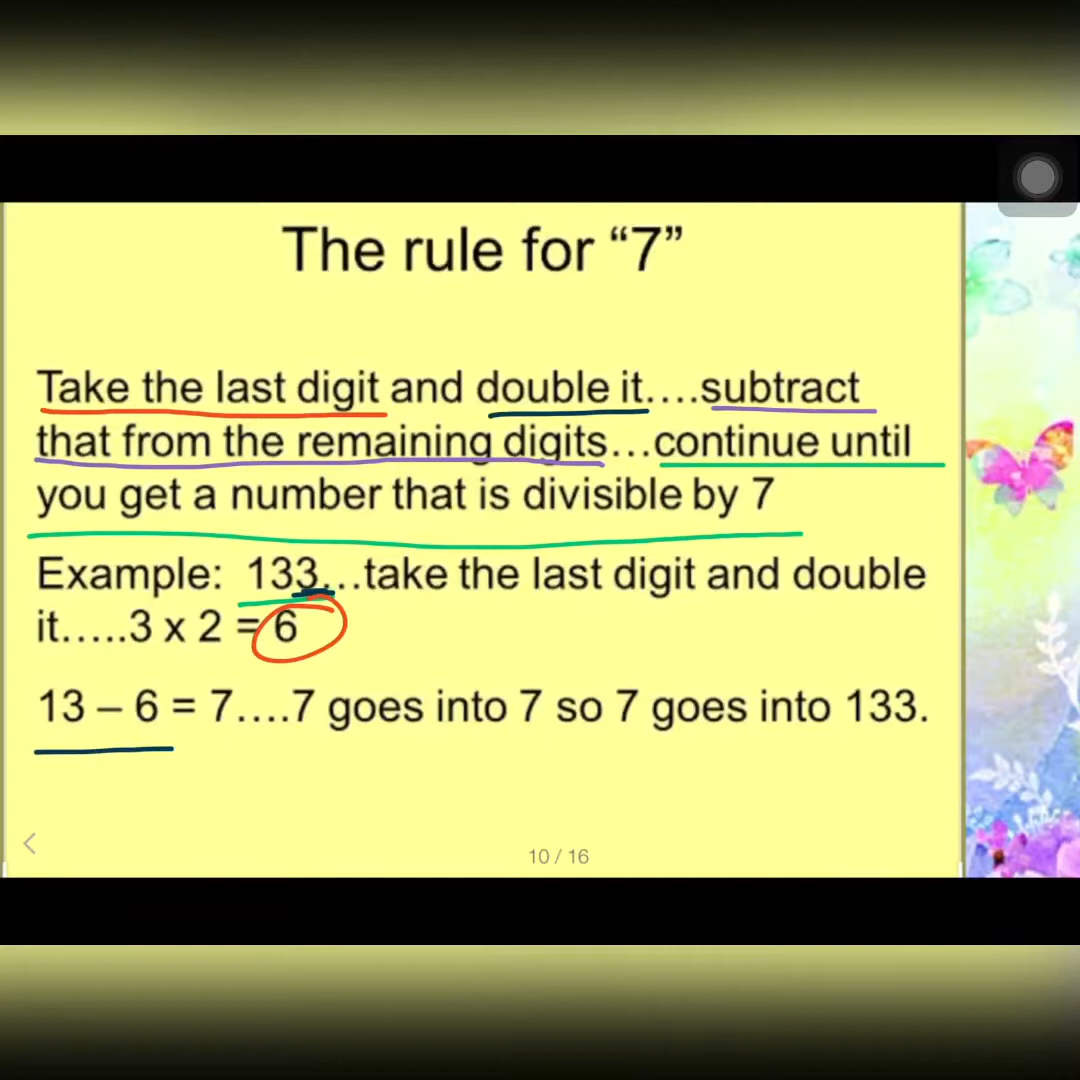 The rule for “7”
Take the last digit and double it....subtract
that from the remaining digits...continue until
you get a number that is divisible by 7
Example: 133...take the last digit and double
it.....3 x 2 = 6
13 – 6 = 7....7 goes into 7 so 7 goes into 133.
10 / 16